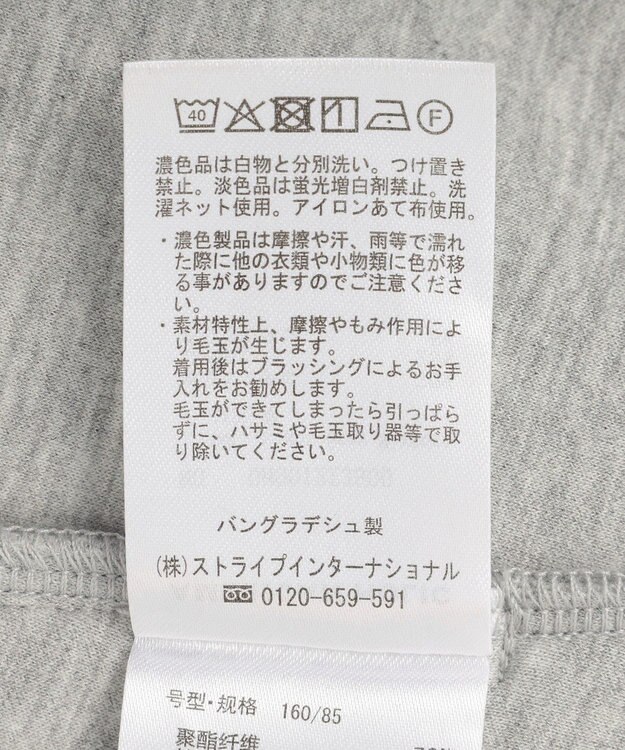 40 F
濃色品は白物と分別洗い。つけ置き
禁止。淡色品は蛍光増白剤禁止。洗
濯ネット使用。アイロンあて布使用。
・濃色製品は摩擦や汗、雨等で濡れ
た際に他の衣類や小物類に色が移
る事がありますのでご注意くださ
い。
・素材特性上、摩擦やもみ作用によ
り毛玉が生じます。
着用後はブラッシングによるお手
入れをお勧めします。
毛玉ができてしまったら引っぱら
ずに、ハサミや毛玉取り器等で取
り除いてください。
バングラデシュ製
(株)ストライプインターナショナル
0120-659-591
号型·规格 160/85
聚酯纤维